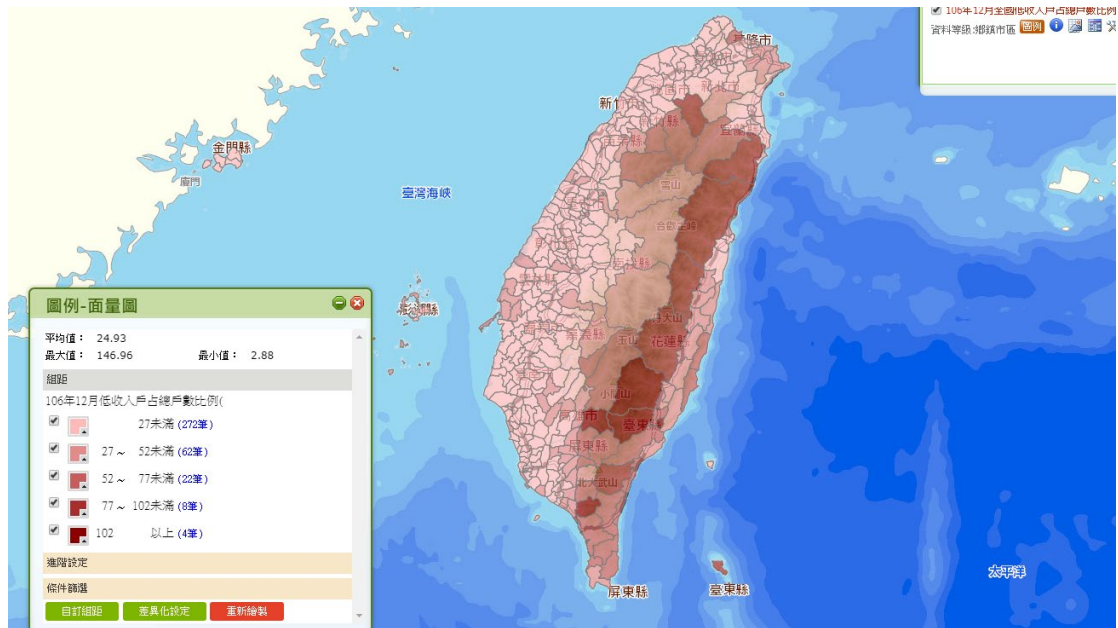 106年12月全國低收入戶占總戶數比例
資料等級:鄉鎮市區 圖例
基隆市
新北市
宜蘭縣
苗栗縣
金門縣
廈門
臺灣海峽
雪山
圖例-面量圖
平均值： 24.93
最大值： 146.96 最小值： 2.88
組距
106年12月低收入戶占總戶數比例(
27未滿 (272筆)
27～ 52未滿 (62筆)
52～ 77未滿 (22筆)
77～ 102未滿 (8筆)
102 以上 (4筆)
進階設定
條件篩選
自訂組距 差異化設定 重新繪製
澎湖縣
嘉義縣
玉山
花蓮縣
小關山
臺東縣
屏東縣
北大武山
屏東縣
臺東縣
太平洋